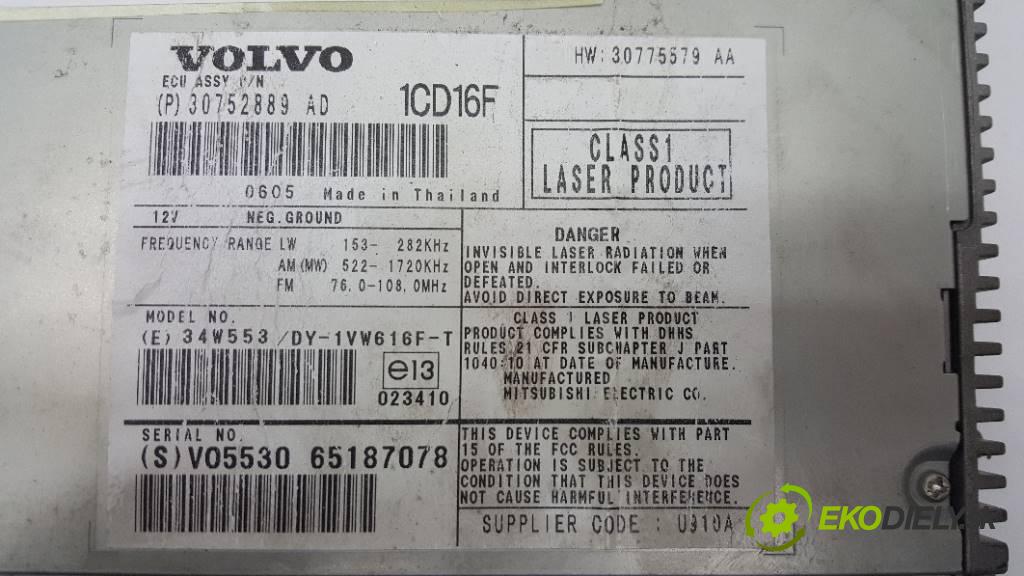 VOLVO
ECU ASSY P/N
(P) 30752889 AD 1CD16F
0605 Made in Thailand
HW: 30775579 AA
CLASS1
LASER PRODUCT
12V NEG. GROUND
FREQUENCY RANGE LW 153- 282KHz
AM (MW) 522- 1720KHz
FM 76.0-108.0MHz
DANGER
INVISIBLE LASER RADIATION WHEN
OPEN AND INTERLOCK FAILED OR
DEFEATED.
AVOID DIRECT EXPOSURE TO BEAM.
MODEL NO.
(E) 34W553/DY-1VW616F-T
e13
023410
CLASS 1 LASER PRODUCT
PRODUCT COMPLIES WITH DHHS
RULES 21 CFR SUBCHAPTER J PART
1040:10 AT DATE OF MANUFACTURE.
MANUFACTURED
MITSUBISHI ELECTRIC CO.
SERIAL NO.
(S) V05530 65187078
THIS DEVICE COMPLIES WITH PART
15 OF THE FCC RULES.
OPERATION IS SUBJECT TO THE
CONDITION THAT THIS DEVICE DOES
NOT CAUSE HARMFUL INTERFERENCE.
SUPPLIER CODE : U910A
EKODIELY.SK